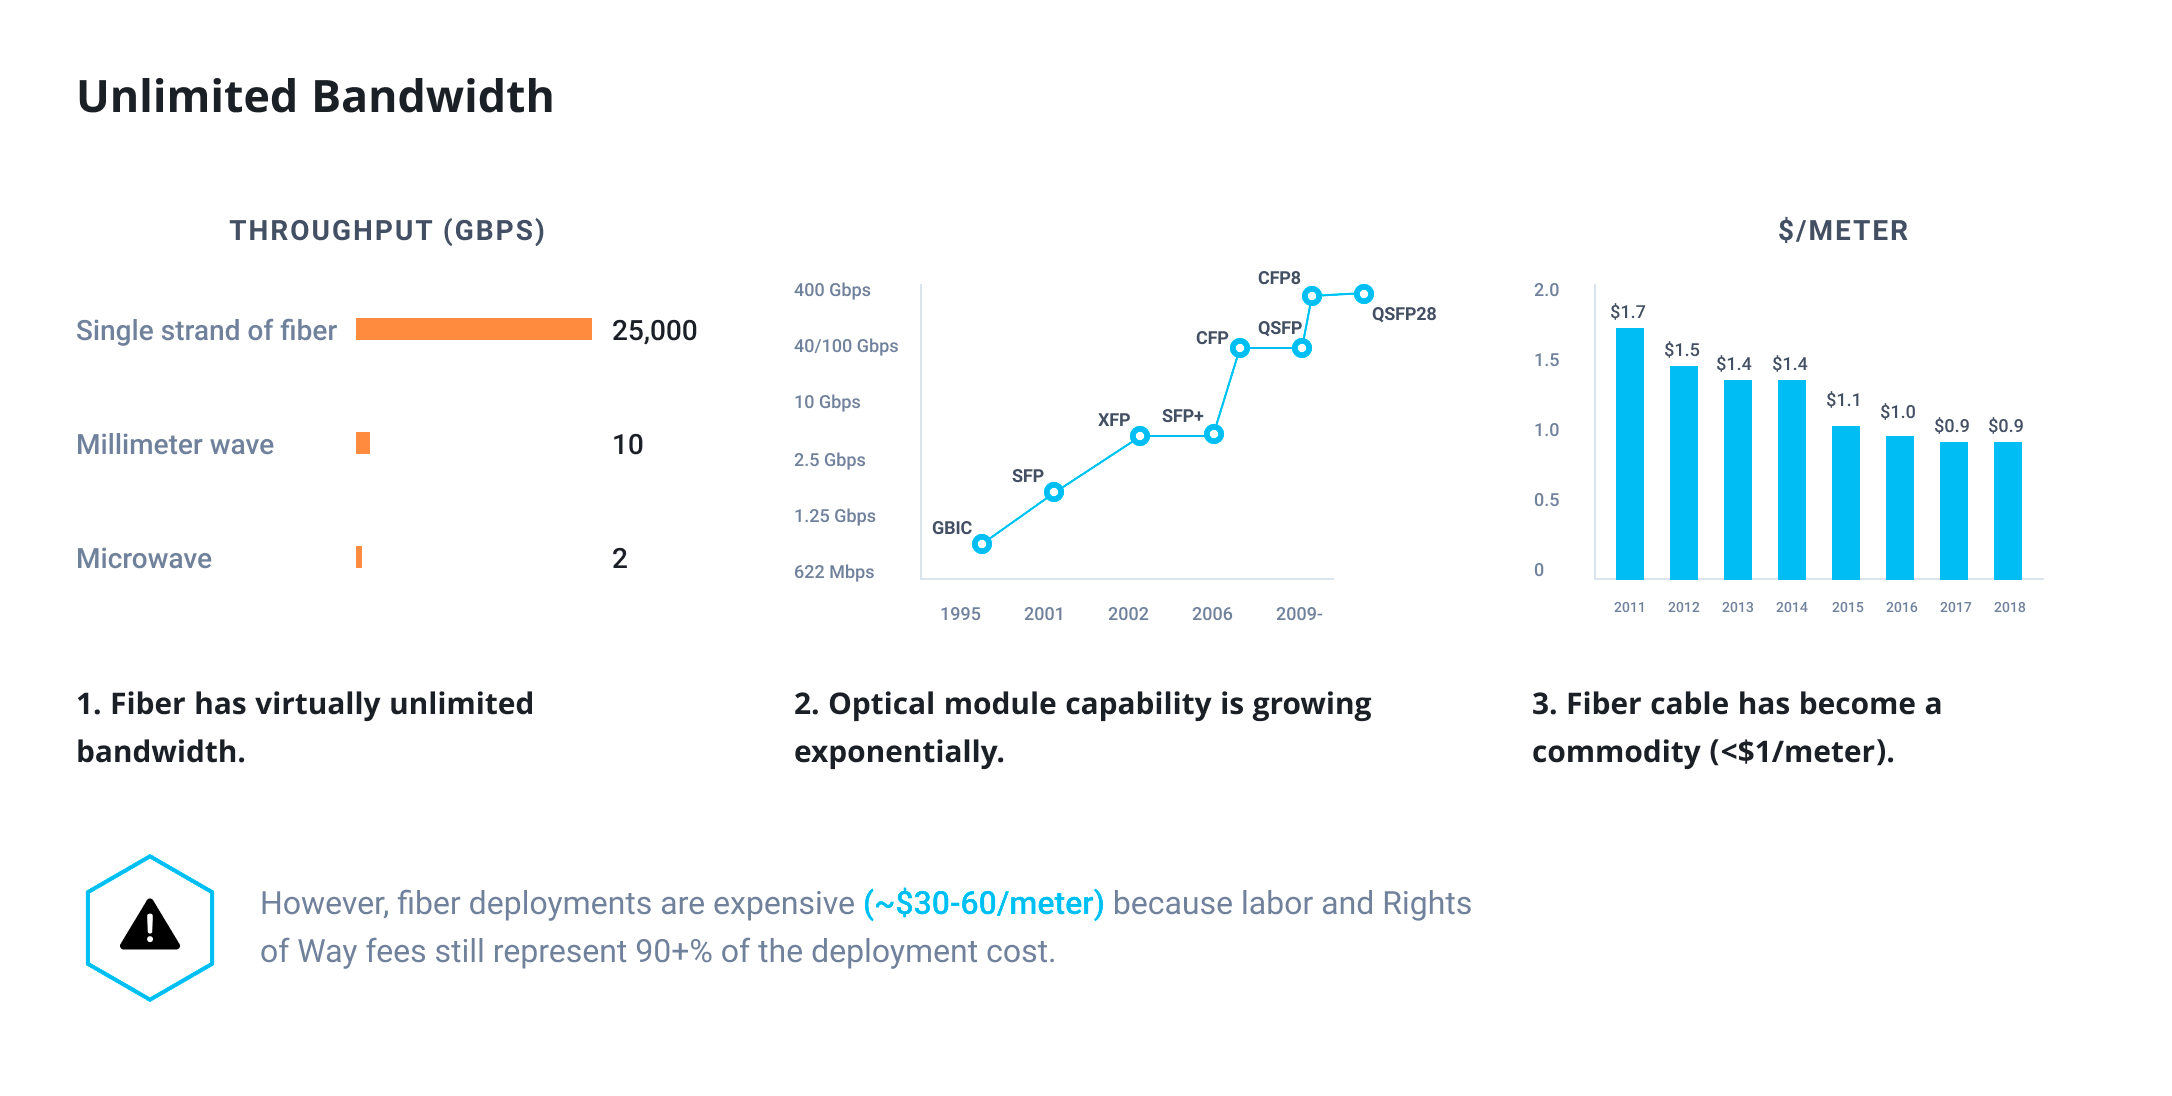 Unlimited Bandwidth
THROUGHPUT (GBPS)
Single strand of fiber 25,000
Millimeter wave 10
Microwave 2
1. Fiber has virtually unlimited
bandwidth.
400 Gbps
40/100 Gbps
10 Gbps
2.5 Gbps
1.25 Gbps
622 Mbps
GBIC
SFP
XFP
SFP+
CFP
QSFP
CFP8
QSFP28
1995 2001 2002 2006 2009-
2. Optical module capability is growing
exponentially.
$/METER
2.0
1.5
1.0
0.5
0
$1.7 $1.5 $1.4 $1.4 $1.1 $1.0 $0.9 $0.9
2011 2012 2013 2014 2015 2016 2017 2018
3. Fiber cable has become a
commodity (<$1/meter).
However, fiber deployments are expensive (~$30-60/meter) because labor and Rights
of Way fees still represent 90+% of the deployment cost.